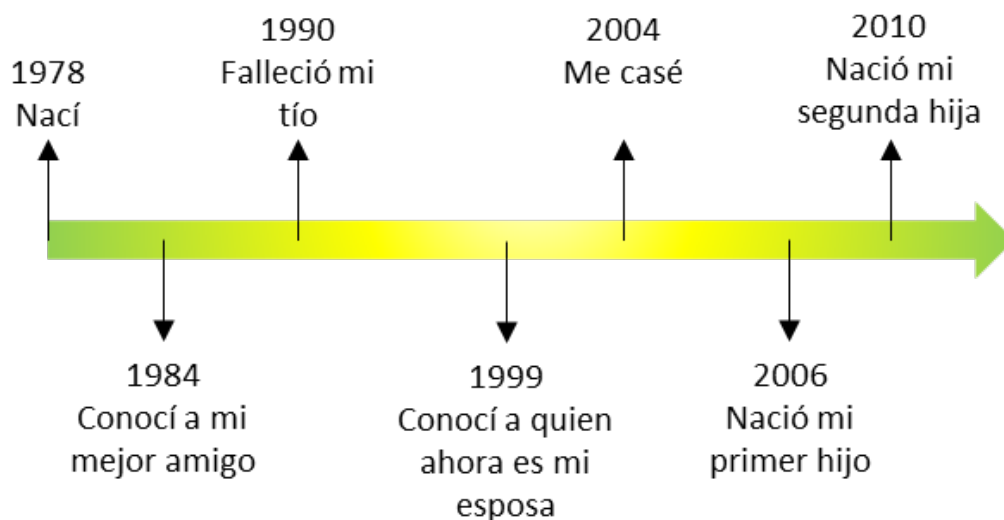 1978
Nací
1990
Falleció mi
tío
2004
Me casé
2010
Nació mi
segunda hija
1984
Conocí a mi
mejor amigo
1999
Conocí a quien
ahora es mi
esposa
2006
Nació mi
primer hijo